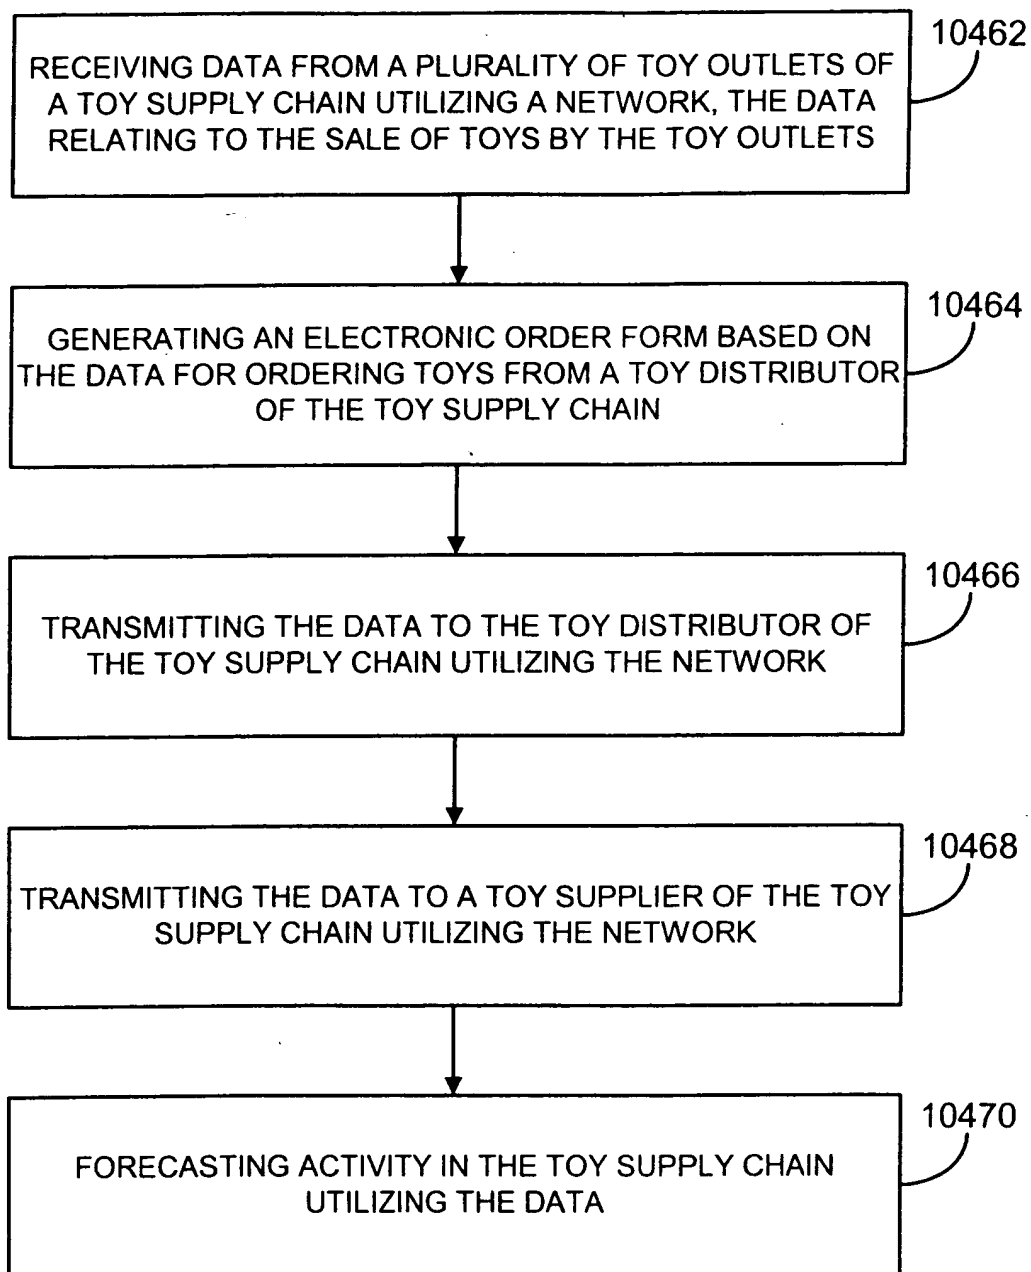 10462
RECEIVING DATA FROM A PLURALITY OF TOY OUTLETS OF
A TOY SUPPLY CHAIN UTILIZING A NETWORK, THE DATA
RELATING TO THE SALE OF TOYS BY THE TOY OUTLETS
10464
GENERATING AN ELECTRONIC ORDER FORM BASED ON
THE DATA FOR ORDERING TOYS FROM A TOY DISTRIBUTOR
OF THE TOY SUPPLY CHAIN
10466
TRANSMITTING THE DATA TO THE TOY DISTRIBUTOR OF
THE TOY SUPPLY CHAIN UTILIZING THE NETWORK
10468
TRANSMITTING THE DATA TO A TOY SUPPLIER OF THE TOY
SUPPLY CHAIN UTILIZING THE NETWORK
10470
FORECASTING ACTIVITY IN THE TOY SUPPLY CHAIN
UTILIZING THE DATA